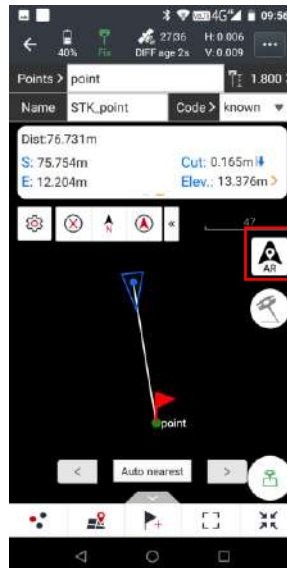 4G 09:56
40% Fix DIFF age 2s 27|36 H:0.006 V:0.009
Points > point 1.800
Name STK_point Code > known
Dist:76.731m
S: 75.754m Cut: 0.165m
E: 12.204m Elev.: 13.376m >
« 47
AR
point
< Auto nearest >